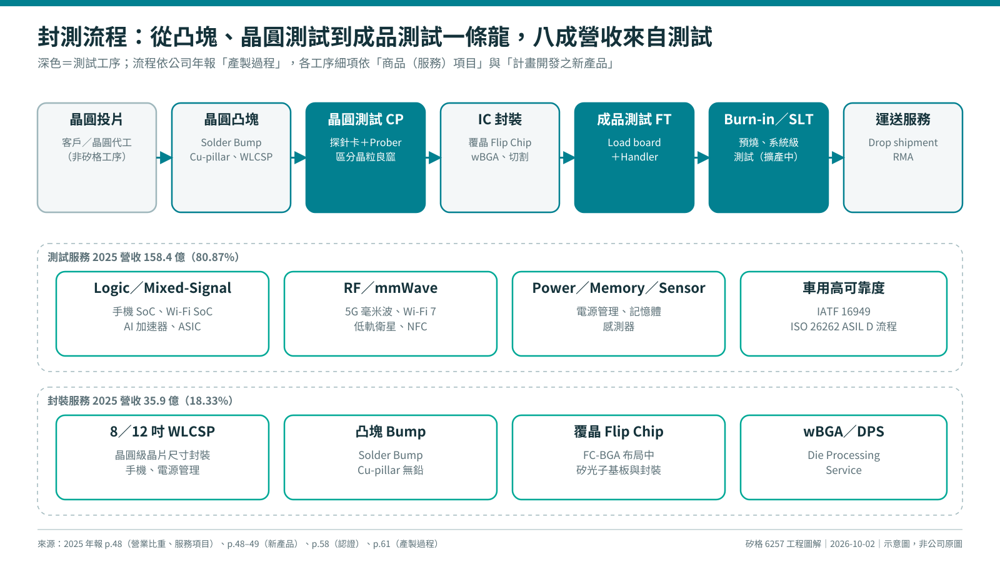 封測流程：從凸塊、晶圓測試到成品測試一條龍，八成營收來自測試
深色＝測試工序；流程依公司年報「產製過程」，各工序細項依「商品（服務）項目」與「計畫開發之新產品」
晶圓投片
客戶／晶圓代工
（非矽格工序）
晶圓凸塊
Solder Bump
Cu-pillar、WLCSP
晶圓測試 CP
探針卡＋Prober
區分晶粒良窳
IC 封裝
覆晶 Flip Chip
wBGA、切割
成品測試 FT
Load board
＋Handler
Burn-in／SLT
預燒、系統級
測試（擴產中）
運送服務
Drop shipment
RMA
測試服務 2025 營收 158.4 億（80.87%）
Logic／Mixed-Signal
手機 SoC、Wi-Fi SoC
AI 加速器、ASIC
RF／mmWave
5G 毫米波、Wi-Fi 7
低軌衛星、NFC
Power／Memory／Sensor
電源管理、記憶體
感測器
車用高可靠度
IATF 16949
ISO 26262 ASIL D 流程
封裝服務 2025 營收 35.9 億（18.33%）
8／12 吋 WLCSP
晶圓級晶片尺寸封裝
手機、電源管理
凸塊 Bump
Solder Bump
Cu-pillar 無鉛
覆晶 Flip Chip
FC-BGA 布局中
矽光子基板與封裝
wBGA／DPS
Die Processing
Service
來源：2025 年報 p.48（營業比重、服務項目）、p.48–49（新產品）、p.58（認證）、p.61（產製過程）
矽格 6257 工程圖解｜2026-10-02｜示意圖，非公司原圖